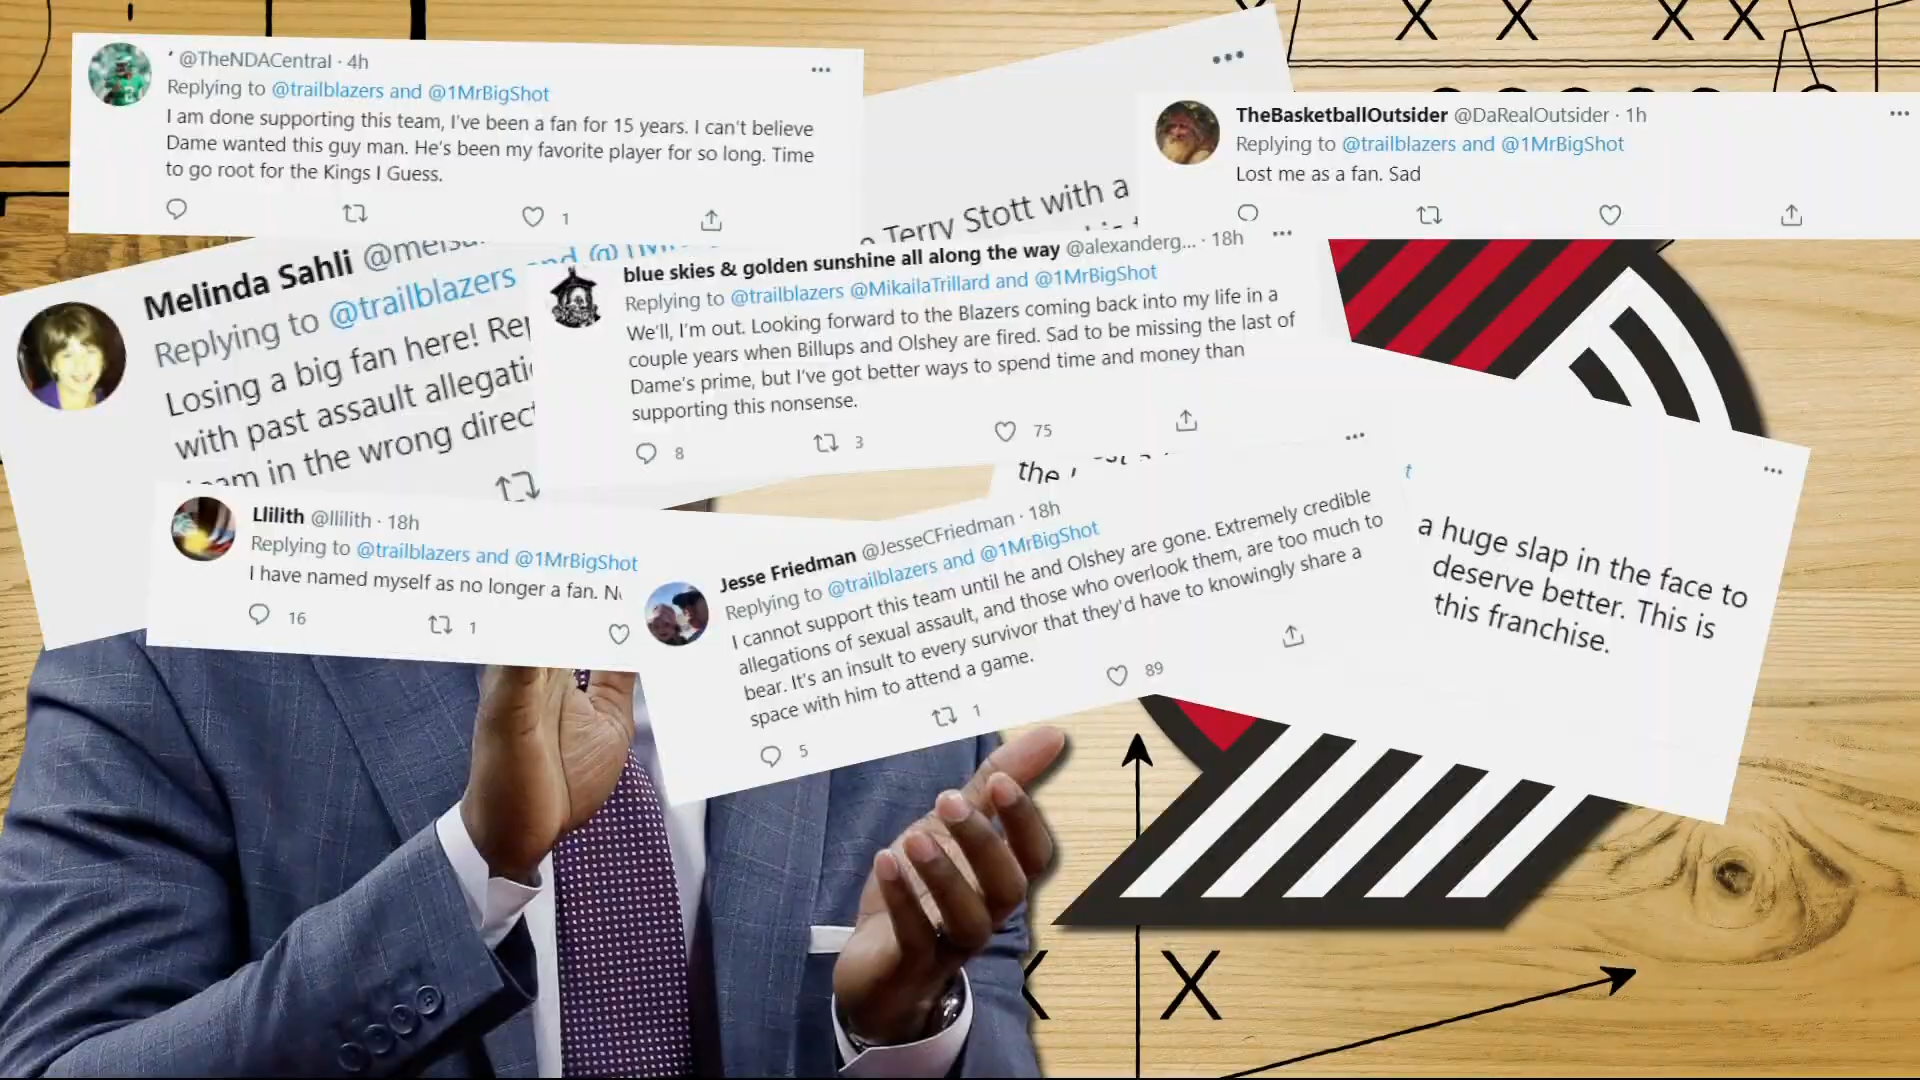 ' @TheNDACentral · 4h
Replying to @trailblazers and @1MrBigShot
I am done supporting this team, I've been a fan for 15 years. I can't believe
Dame wanted this guy man. He's been my favorite player for so long. Time
to go root for the Kings I Guess.
1
TheBasketballOutsider @DaRealOutsider · 1h
Replying to @trailblazers and @1MrBigShot
Lost me as a fan. Sad
Terry Stott with a
Melinda Sahli
Replying to @trailblazers and
Losing a big fan here!
with past assault
in the wrong
blue skies & golden sunshine all along the way @alexanderg... · 18h
Replying to @trailblazers @MikailaTrillard and @1MrBigShot
We'll, I'm out. Looking forward to the Blazers coming back into my life in a
couple years when Billups and Olshey are fired. Sad to be missing the last of
Dame's prime, but I've got better ways to spend time and money than
supporting this nonsense.
8 3 75
the
Llilith @llilith · 18h
Replying to @trailblazers and @1MrBigShot
I have named myself as no longer a fan.
16 1
Jesse Friedman @JesseCFriedman · 18h
Replying to @trailblazers and @1MrBigShot
I cannot support this team until he and Olshey are gone. Extremely credible
allegations of sexual assault, and those who overlook them, are too much to
bear. It's an insult to every survivor that they'd have to knowingly share a
space with him to attend a game.
5 1 89
a huge slap in the face to
deserve better. This is
this franchise.
X X X X
X